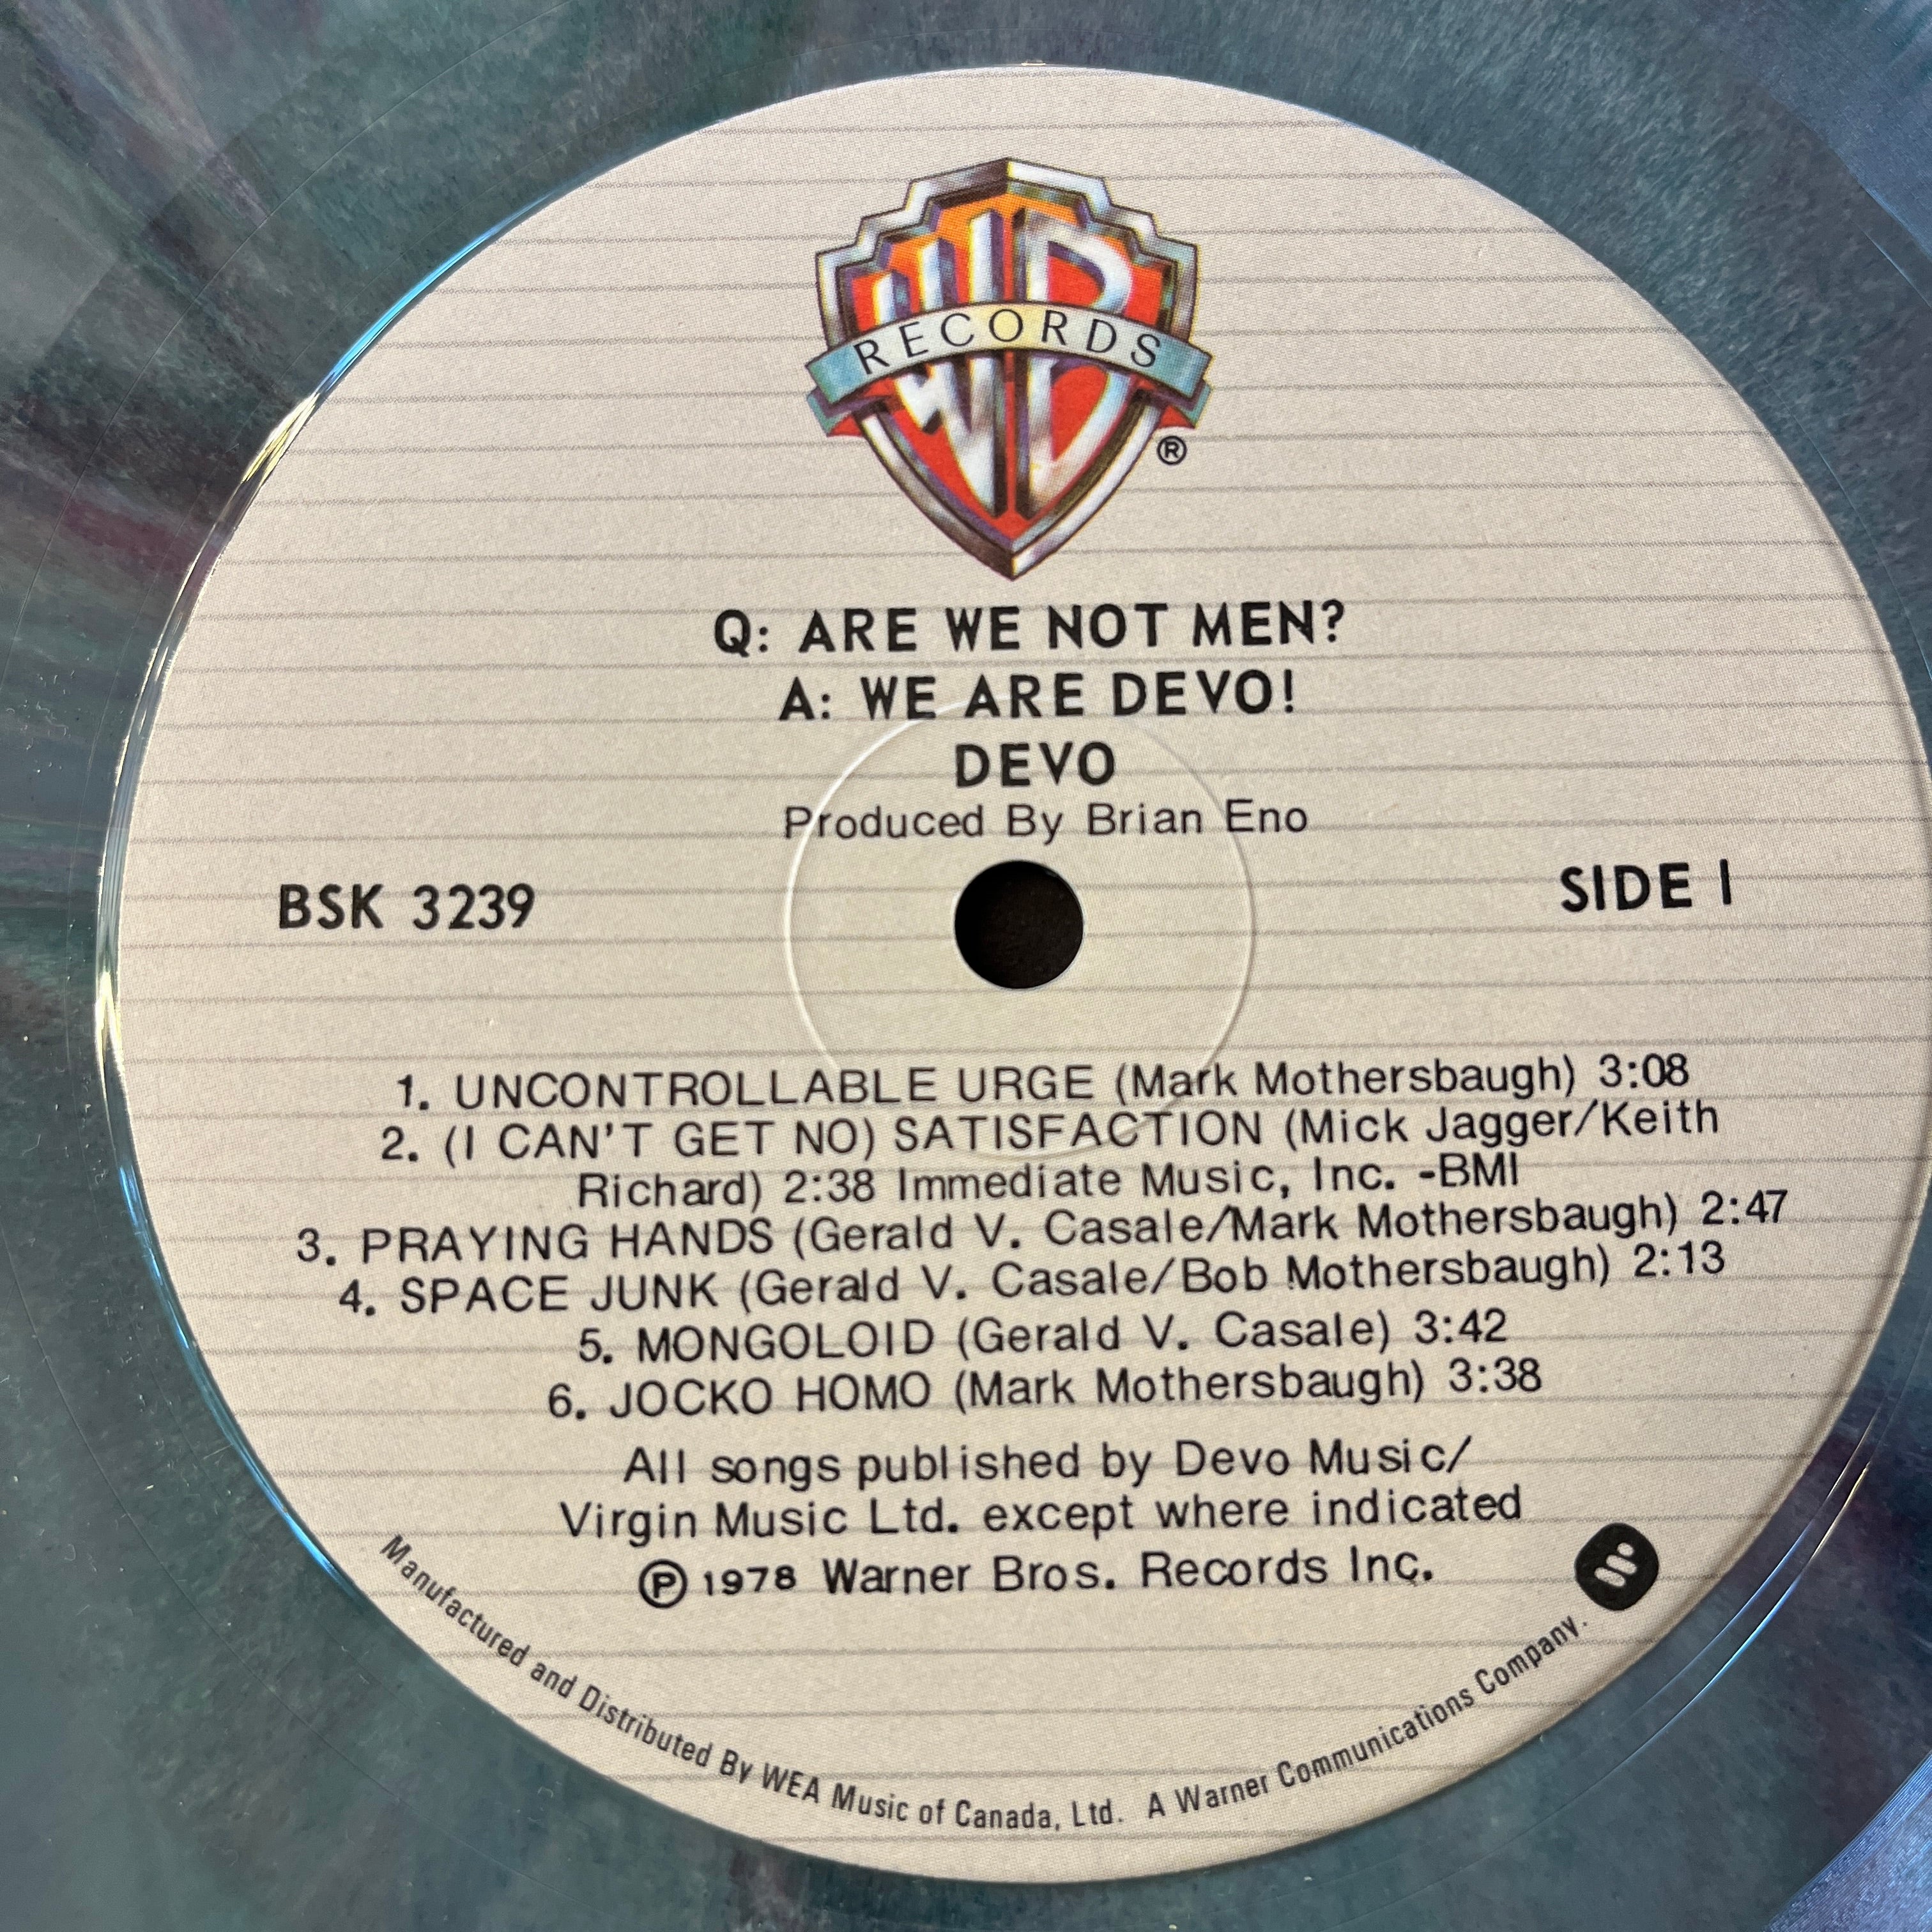 WB
RECORDS
®
Q: ARE WE NOT MEN?
A: WE ARE DEVO!
DEVO
Produced By Brian Eno
BSK 3239
SIDE 1
1. UNCONTROLLABLE URGE (Mark Mothersbaugh) 3:08
2. (I CAN'T GET NO) SATISFACTION (Mick Jagger/Keith
Richard) 2:38 Immediate Music, Inc. -BMI
3. PRAYING HANDS (Gerald V. Casale/Mark Mothersbaugh) 2:47
4. SPACE JUNK (Gerald V. Casale/Bob Mothersbaugh) 2:13
5. MONGOLOID (Gerald V. Casale) 3:42
6. JOCKO HOMO (Mark Mothersbaugh) 3:38
All songs published by Devo Music/
Virgin Music Ltd. except where indicated
℗ 1978 Warner Bros. Records Inc.
Manufactured and Distributed By WEA Music of Canada, Ltd. A Warner Communications Company.